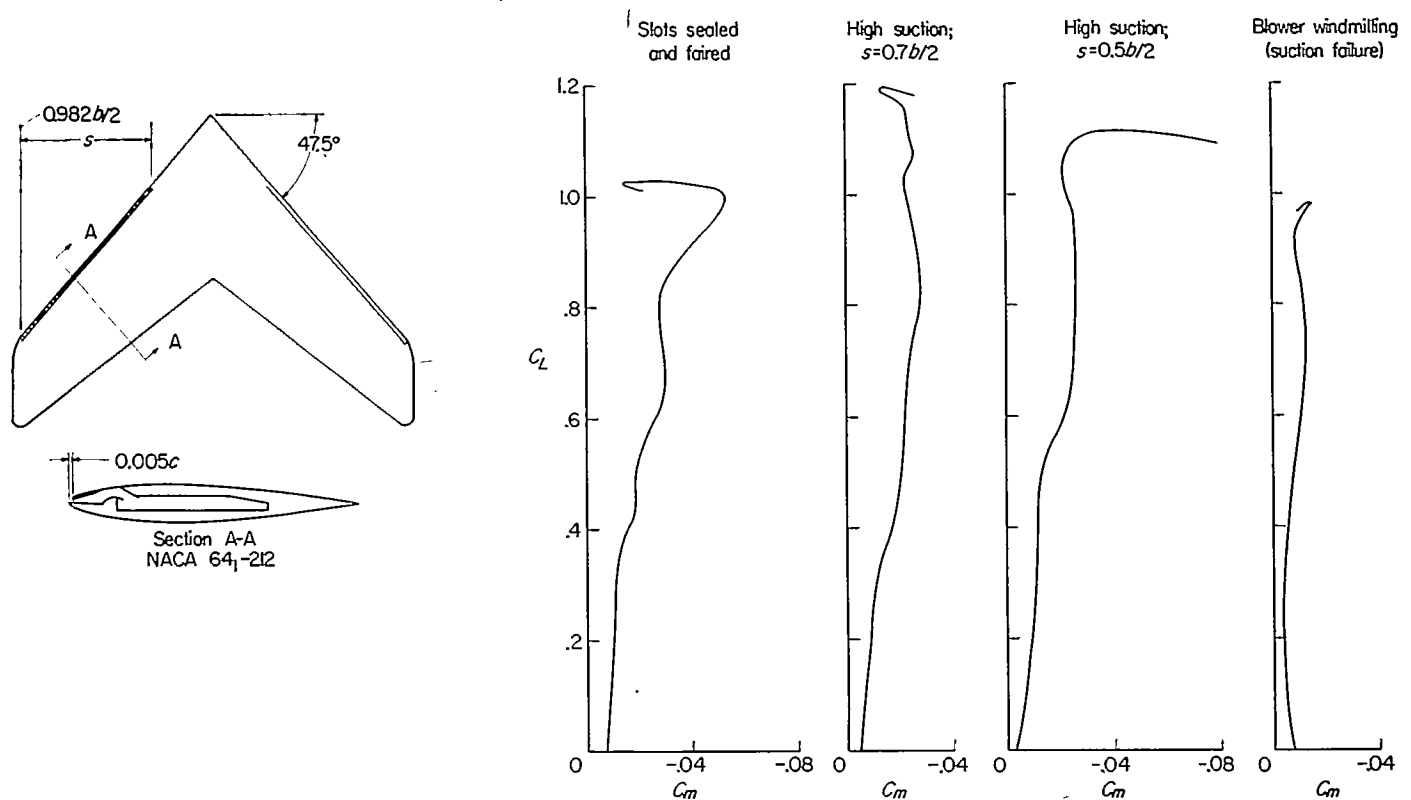 0.982b/2
s
47.5°
A
A
0.005c
Section A-A
NACA 64₁-212
Slots sealed
and faired
High suction;
s=0.7b/2
High suction;
s=0.5b/2
Blower windmilling
(suction failure)
1.2
1.0
.8
.6
.4
.2
C_L
0 -.04 -.08
C_m
0 -.04
C_m
0 -.04 -.08
C_m
0 -.04
C_m